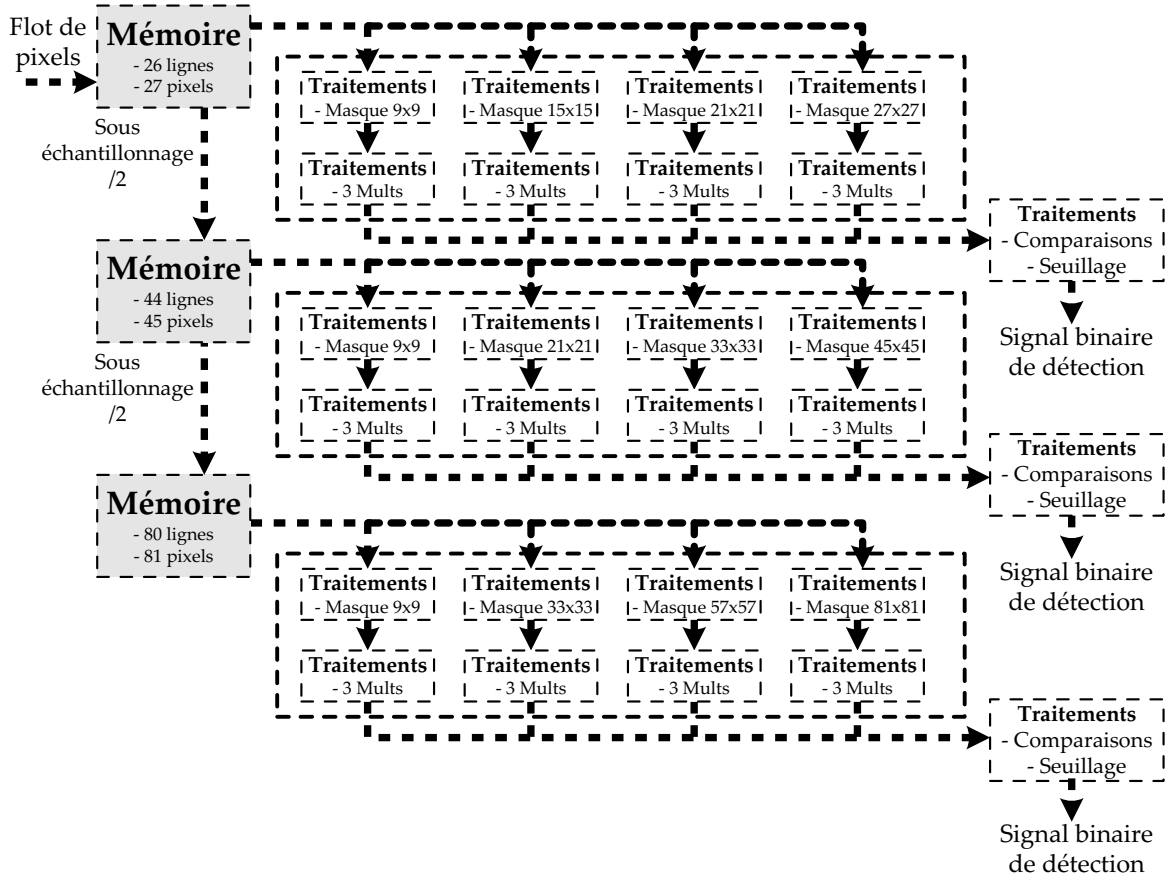 Flot de
pixels
Mémoire
- 26 lignes
- 27 pixels
Traitements
- Masque 9x9
Traitements
- Masque 15x15
Traitements
- Masque 21x21
Traitements
- Masque 27x27
Sous
échantillonnage
/2
Traitements
- 3 Mults
Traitements
- 3 Mults
Traitements
- 3 Mults
Traitements
- 3 Mults
Traitements
- Comparaisons
- Seuillage
Signal binaire
de détection
Mémoire
- 44 lignes
- 45 pixels
Traitements
- Masque 9x9
Traitements
- Masque 21x21
Traitements
- Masque 33x33
Traitements
- Masque 45x45
Sous
échantillonnage
/2
Traitements
- 3 Mults
Traitements
- 3 Mults
Traitements
- 3 Mults
Traitements
- 3 Mults
Traitements
- Comparaisons
- Seuillage
Signal binaire
de détection
Mémoire
- 80 lignes
- 81 pixels
Traitements
- Masque 9x9
Traitements
- Masque 33x33
Traitements
- Masque 57x57
Traitements
- Masque 81x81
Traitements
- 3 Mults
Traitements
- 3 Mults
Traitements
- 3 Mults
Traitements
- 3 Mults
Traitements
- Comparaisons
- Seuillage
Signal binaire
de détection